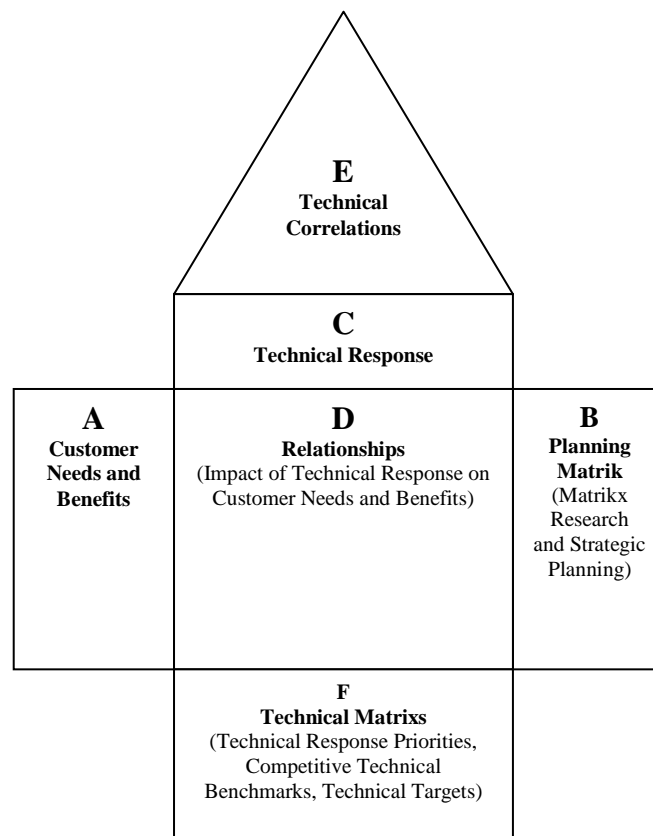 E
Technical
Correlations
C
Technical Response
A
Customer
Needs and
Benefits
D
Relationships
(Impact of Technical Response on
Customer Needs and Benefits)
B
Planning
Matrik
(Matrikx
Research
and Strategic
Planning)
F
Technical Matrixs
(Technical Response Priorities,
Competitive Technical
Benchmarks, Technical Targets)